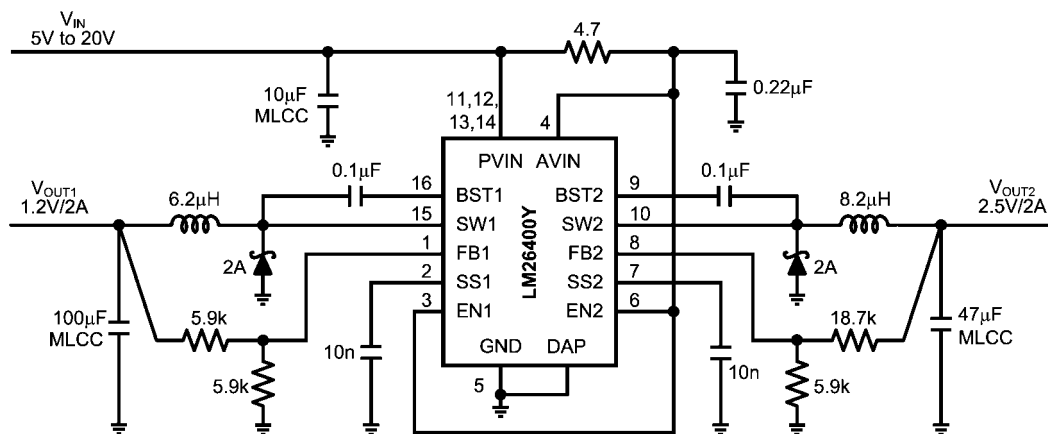 V_IN
5V to 20V
4.7
10μF
MLCC
11,12,
13,14
4
0.22μF
PVIN AVIN
V_OUT1
1.2V/2A
6.2μH
0.1μF
16
BST1
BST2
9
0.1μF
8.2μH
V_OUT2
2.5V/2A
15
SW1
SW2
10
LM26400Y
2A
1
FB1
FB2
8
2A
2
SS1
SS2
7
3
EN1
EN2
6
100μF
MLCC
5.9k
18.7k
47μF
MLCC
10n
GND DAP
10n
5.9k
5
5.9k